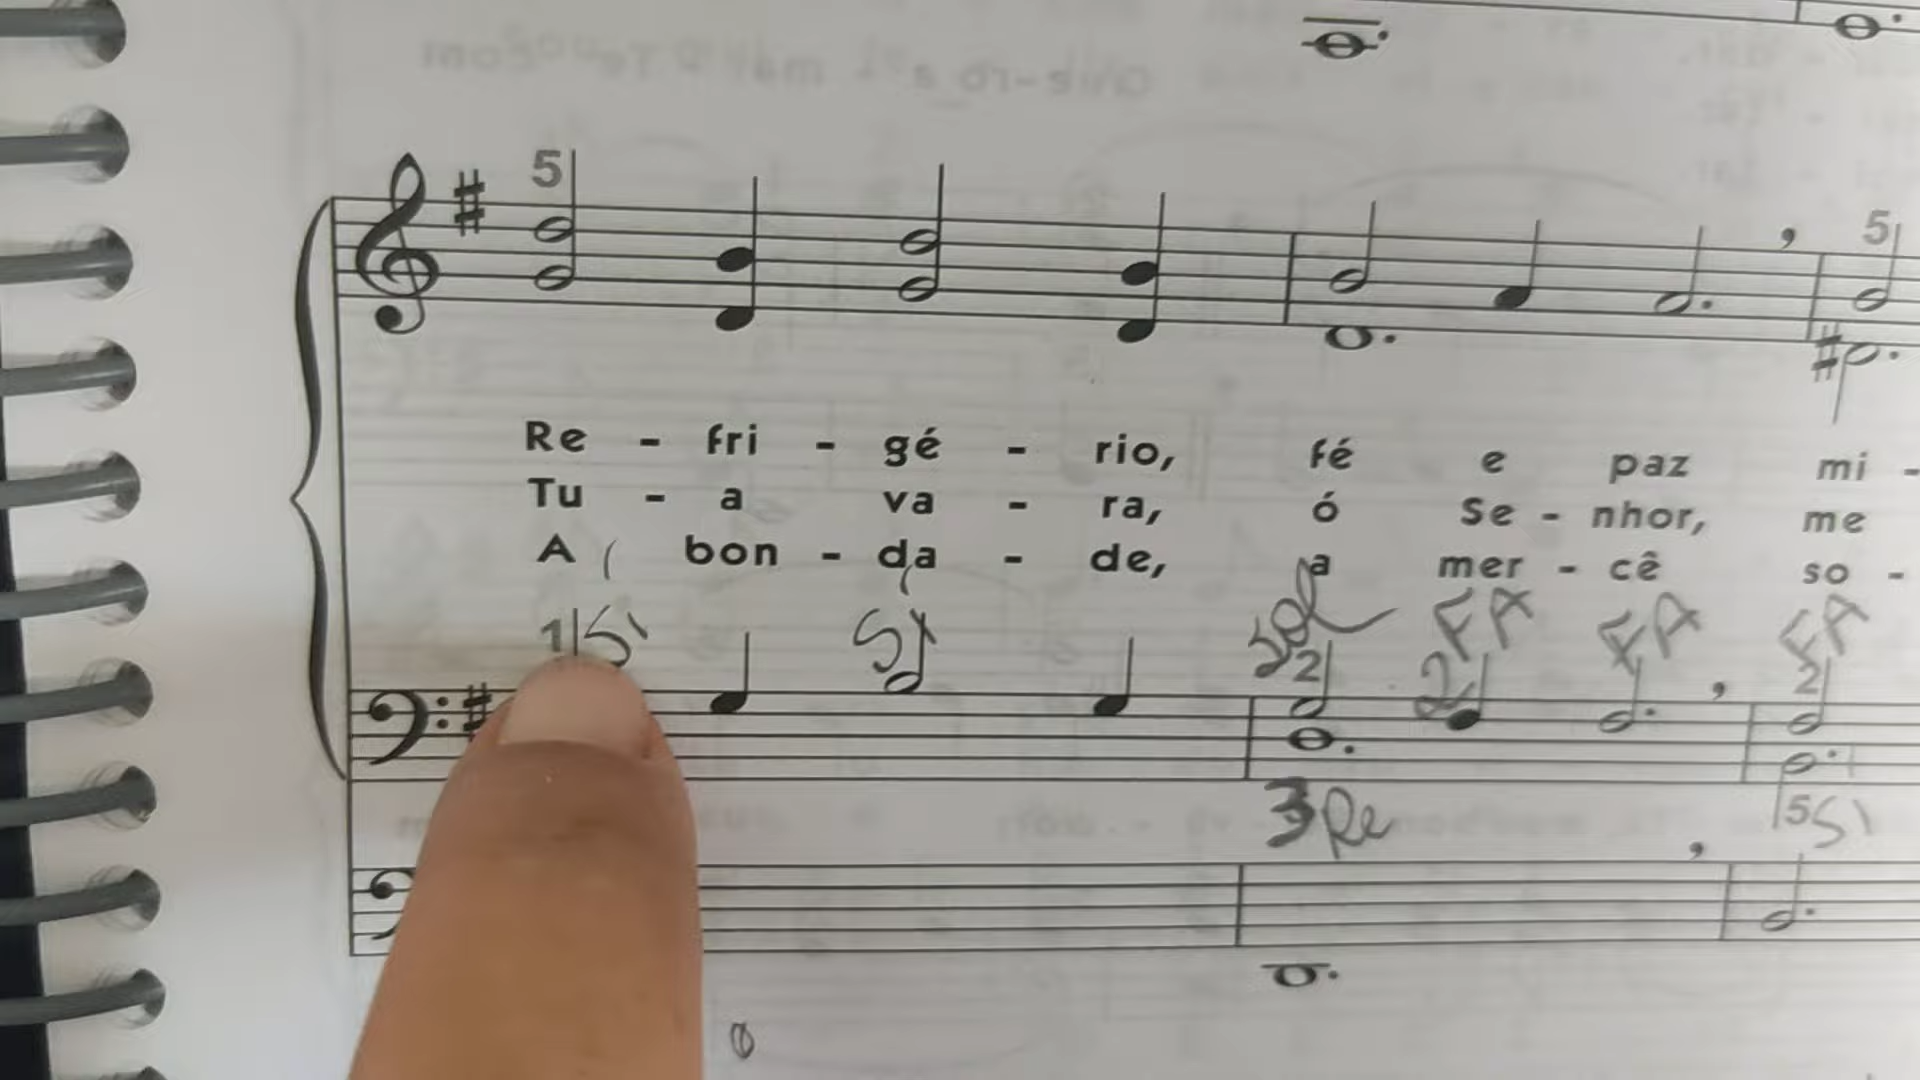 5 5
Re - fri - gé - rio, fé e paz mi -
Tu - a va - ra, ó Se - nhor, me
A bon - da - de, a mer - cê so -
1 Si Si Sol FA FA FA
2 2 2
3 Re 5 Si